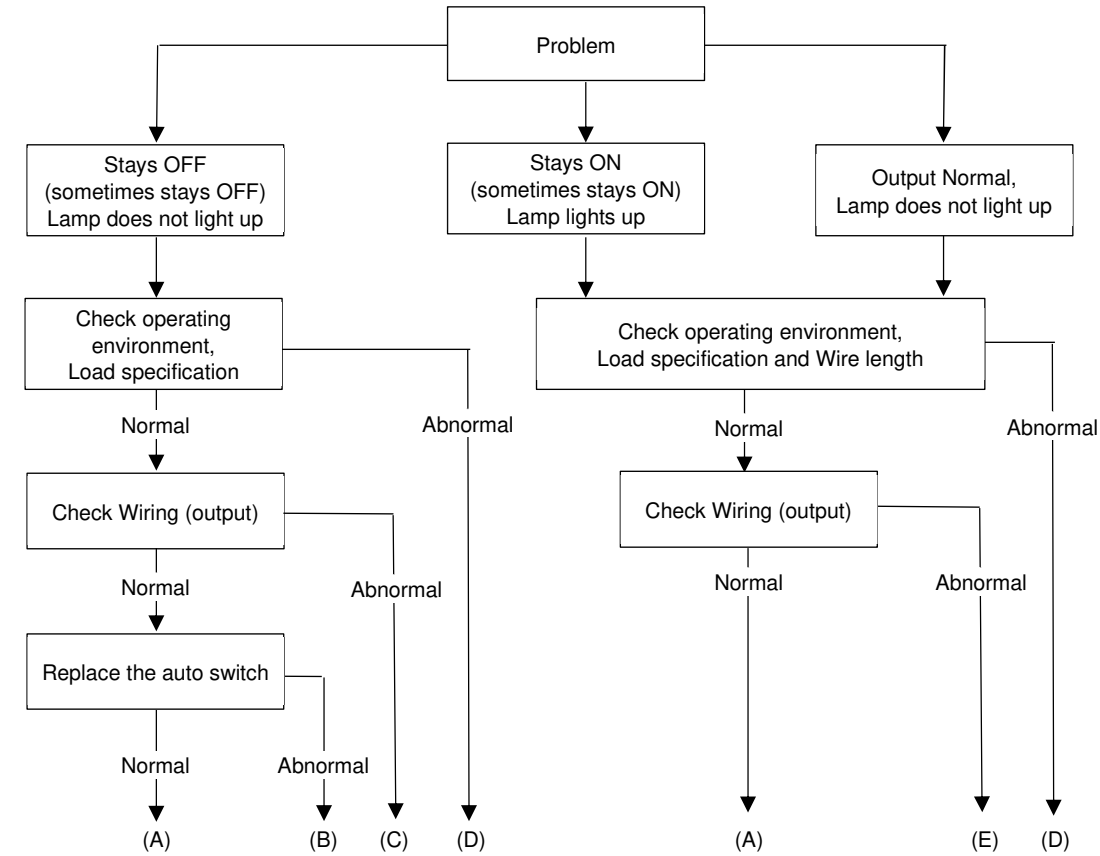 Problem
Stays OFF
(sometimes stays OFF)
Lamp does not light up
Stays ON
(sometimes stays ON)
Lamp lights up
Output Normal,
Lamp does not light up
Check operating
environment,
Load specification
Check operating environment,
Load specification and Wire length
Normal
Abnormal
Normal
Abnormal
Check Wiring (output)
Check Wiring (output)
Normal
Abnormal
Normal
Abnormal
Replace the auto switch
Normal
Abnormal
(A)
(B)
(C)
(D)
(A)
(E)
(D)